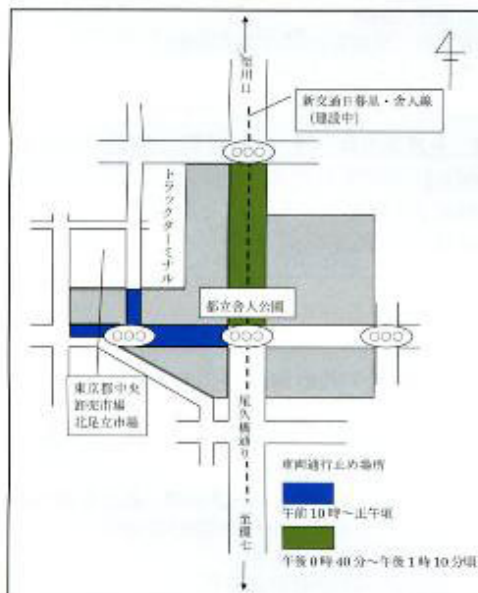 至川口
新交通日暮里・舎人線
(建設中)
○○○
トラックターミナル
都立舎人公園
○○○
○○○
○○○
東京都中央
卸売市場
北足立市場
尾久橋通り
至環七
車両通行止め場所
午前10時～正午頃
午後0時40分～午後1時10分頃